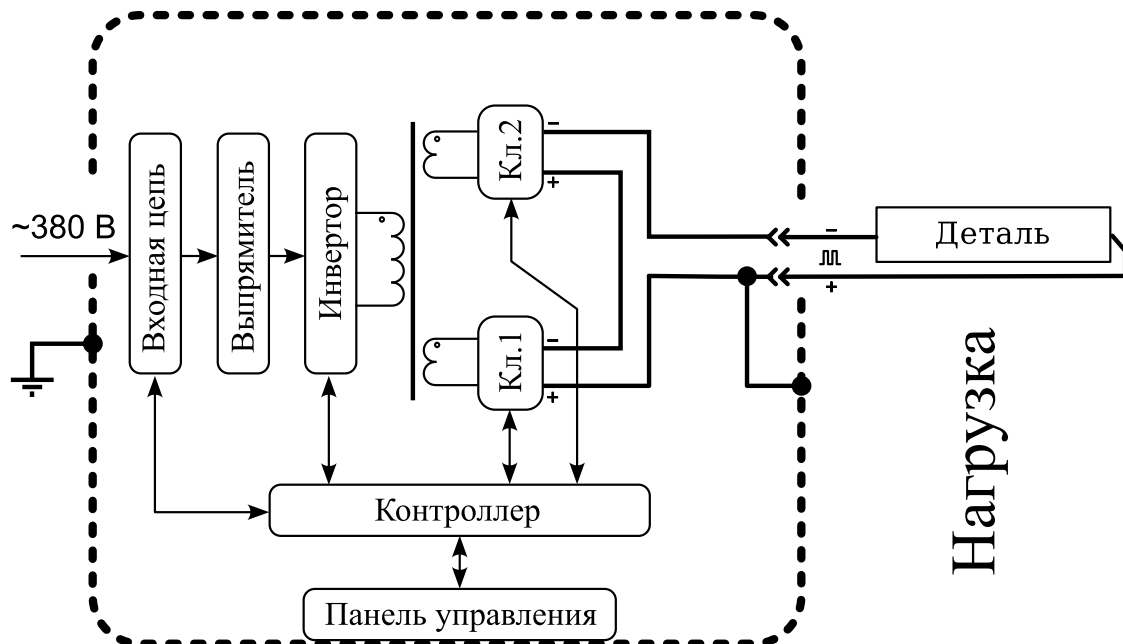 ~380 В
Входная цепь
Выпрямитель
Инвертор
Кл.2
−
+
Кл.1
−
+
−
+
Деталь
Нагрузка
Контроллер
Панель управления